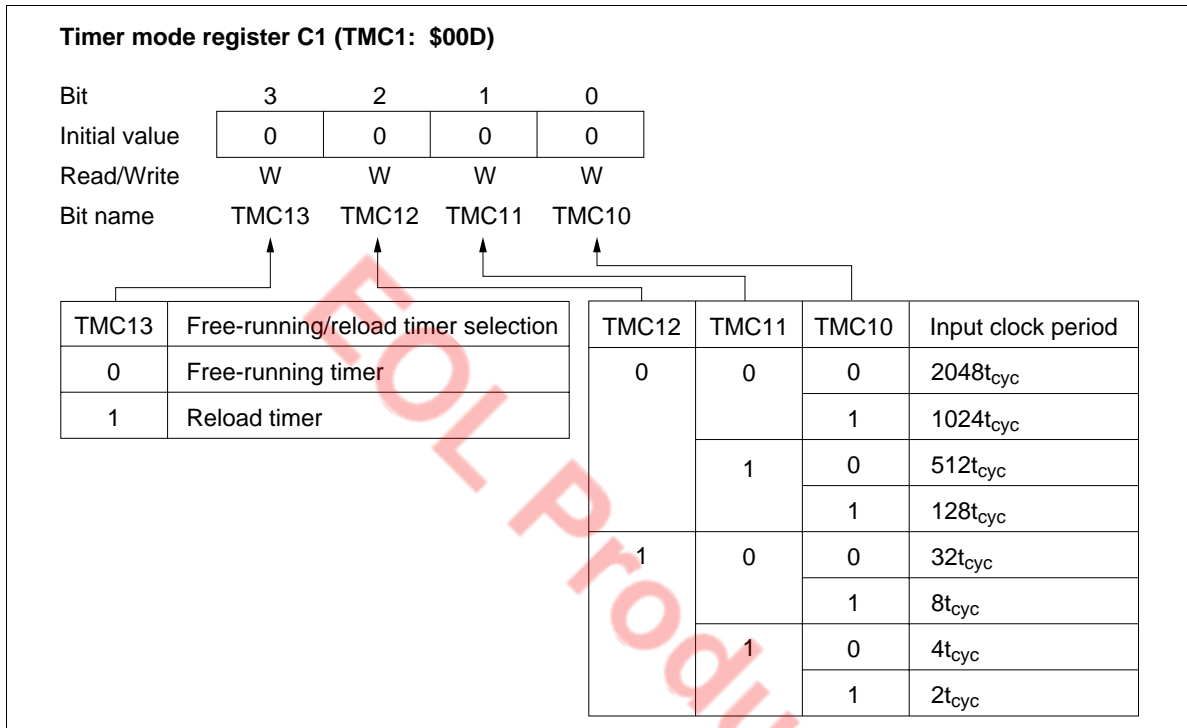 Timer mode register C1 (TMC1: $00D)
Bit 3 2 1 0
Initial value 0 0 0 0
Read/Write W W W W
Bit name TMC13 TMC12 TMC11 TMC10
TMC13 Free-running/reload timer selection
0 Free-running timer
1 Reload timer
TMC12 TMC11 TMC10 Input clock period
0 0 0 2048tcyc
1 1024tcyc
1 0 512tcyc
1 128tcyc
1 0 0 32tcyc
1 8tcyc
1 0 4tcyc
1 2tcyc
EOL